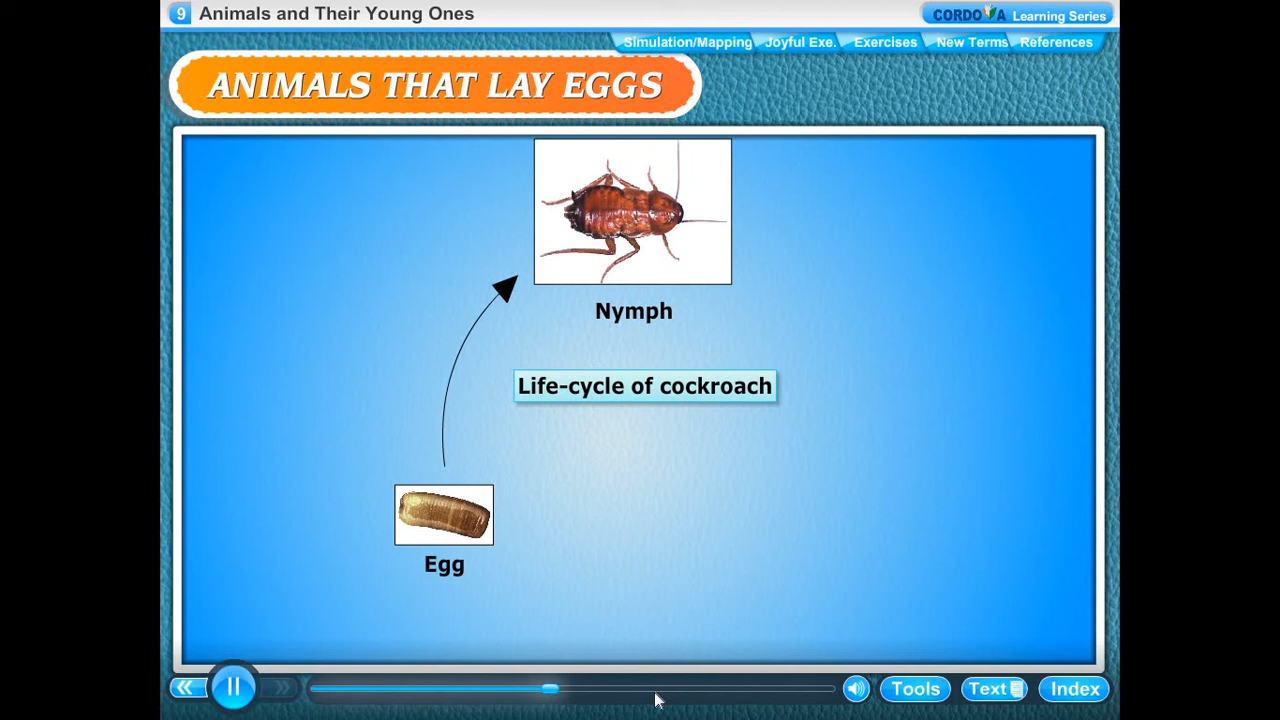 9 Animals and Their Young Ones
CORDOVA Learning Series
Simulation/Mapping Joyful Exe. Exercises New Terms References
ANIMALS THAT LAY EGGS
Nymph
Life-cycle of cockroach
Egg
Tools Text Index